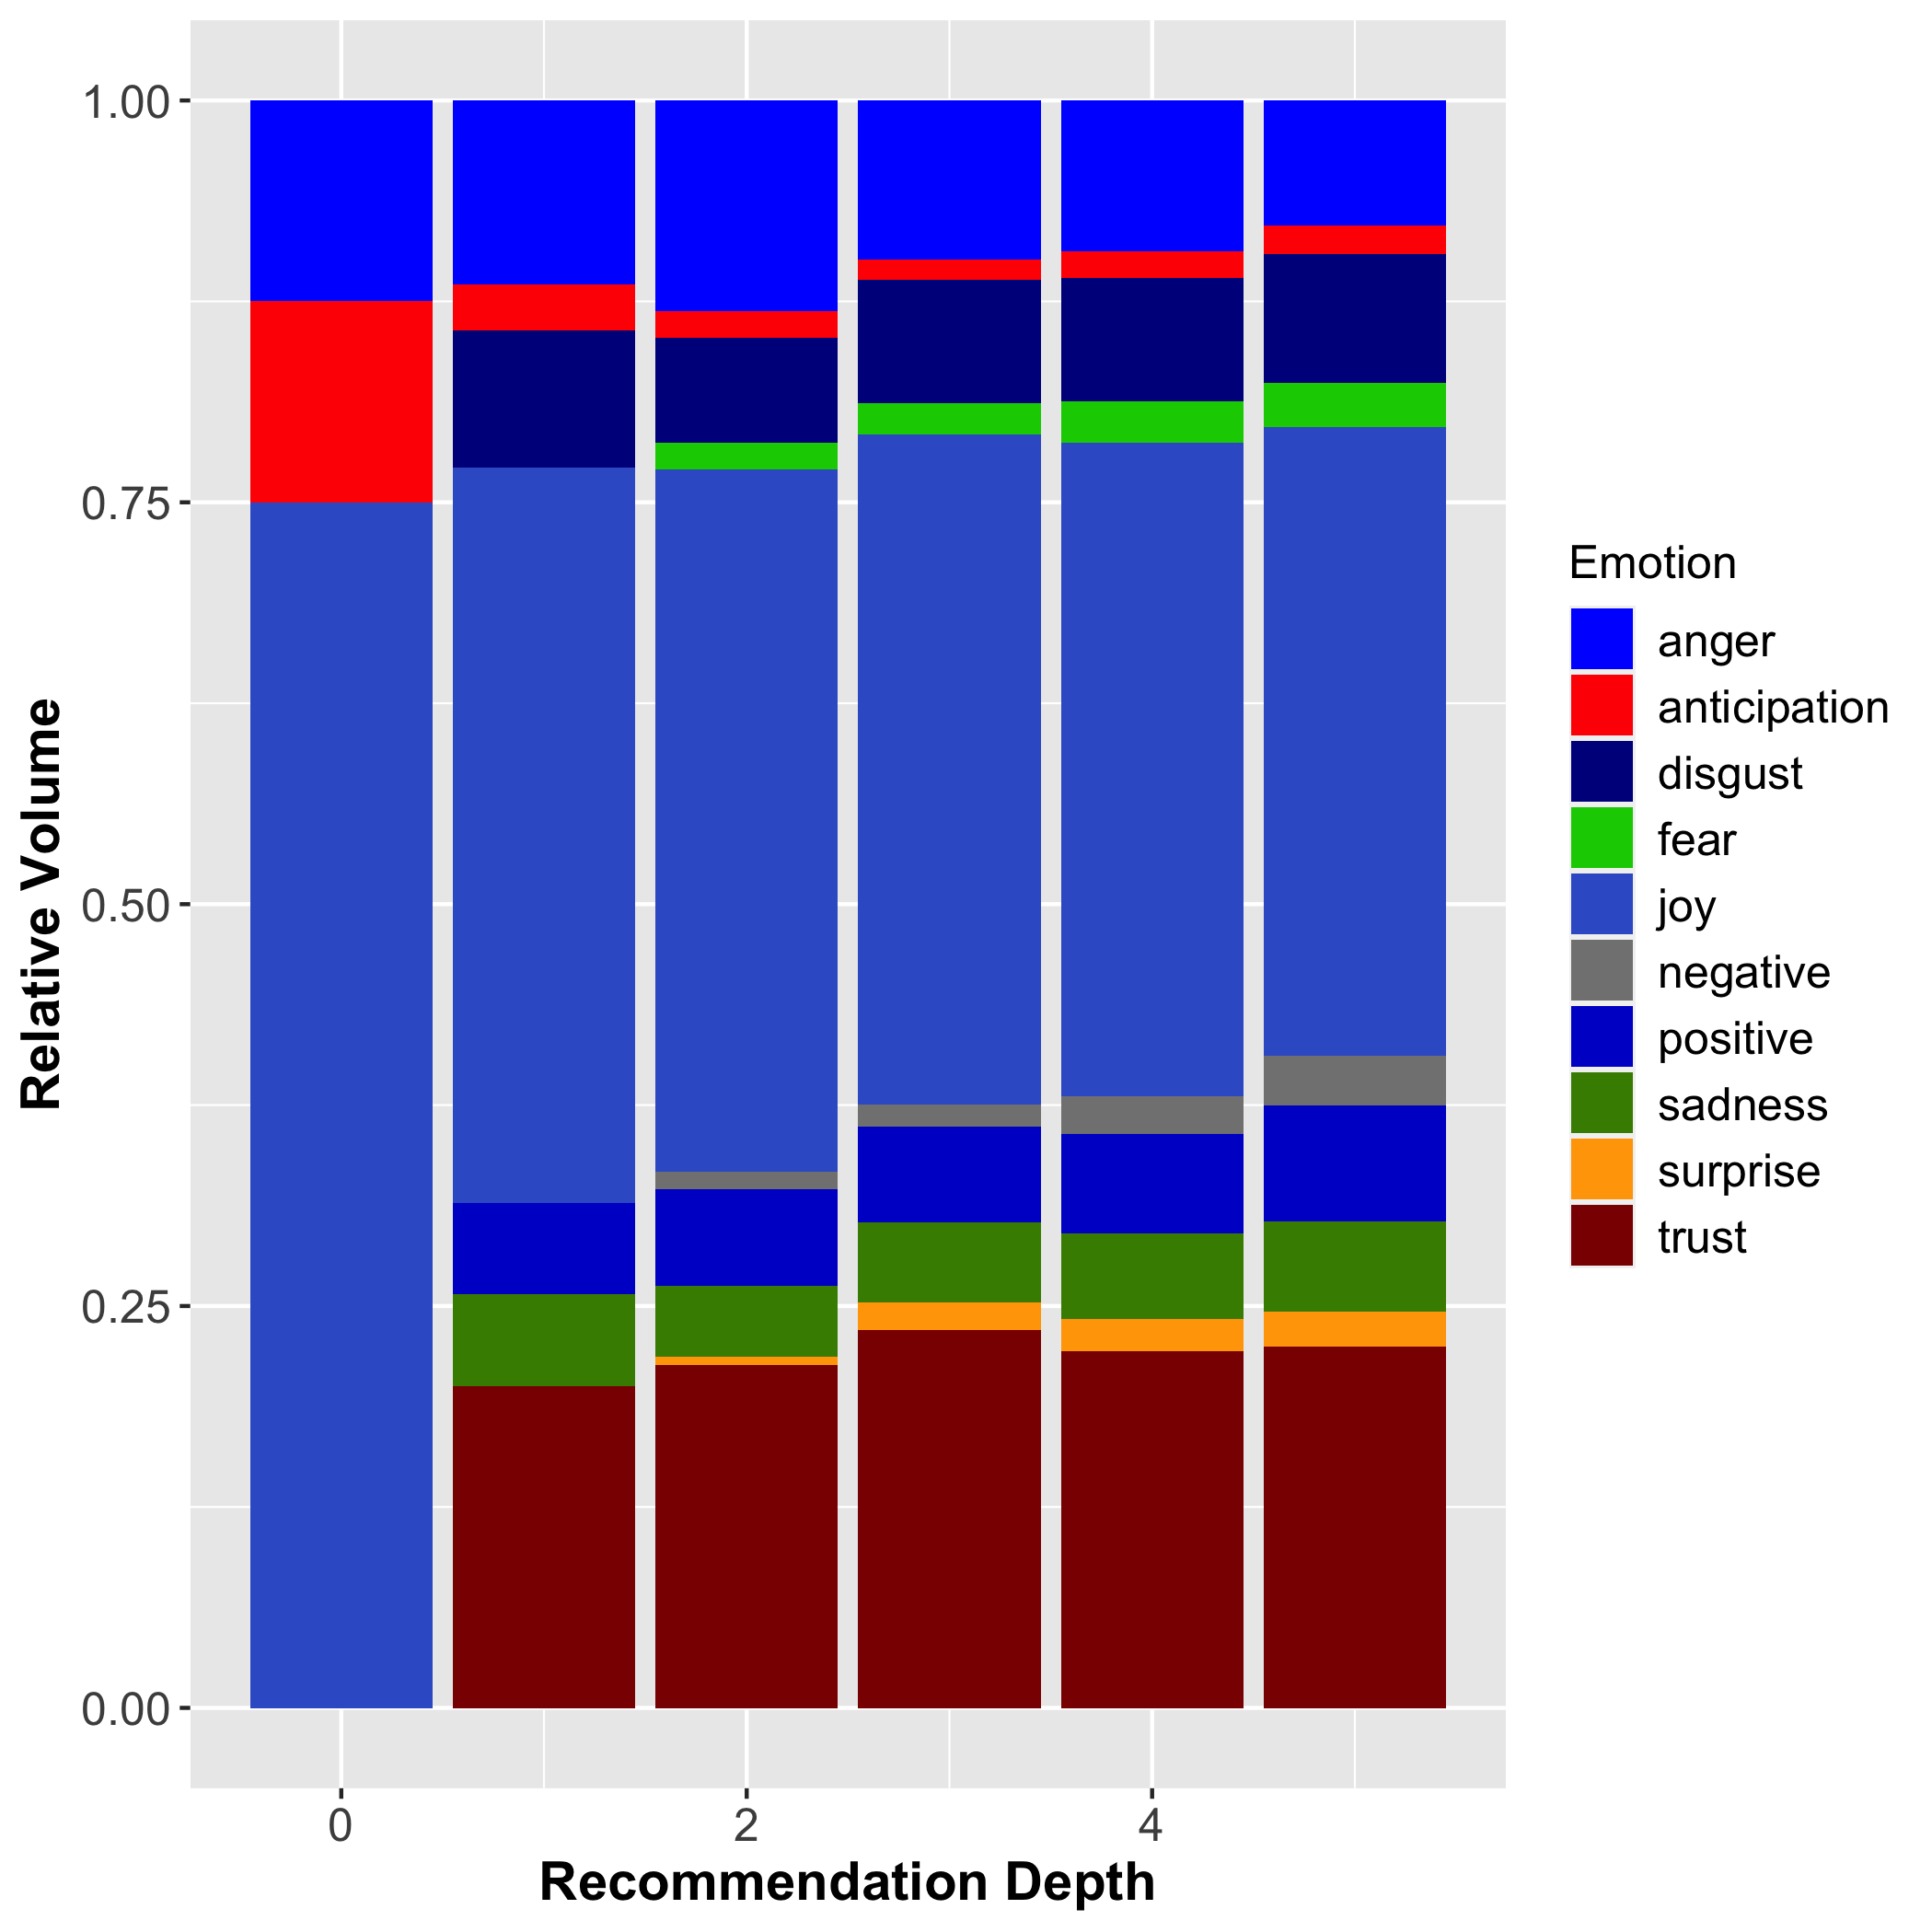 1.00
0.75
0.50
0.25
0.00
Relative Volume
0
2
4
Recommendation Depth
Emotion
anger
anticipation
disgust
fear
joy
negative
positive
sadness
surprise
trust